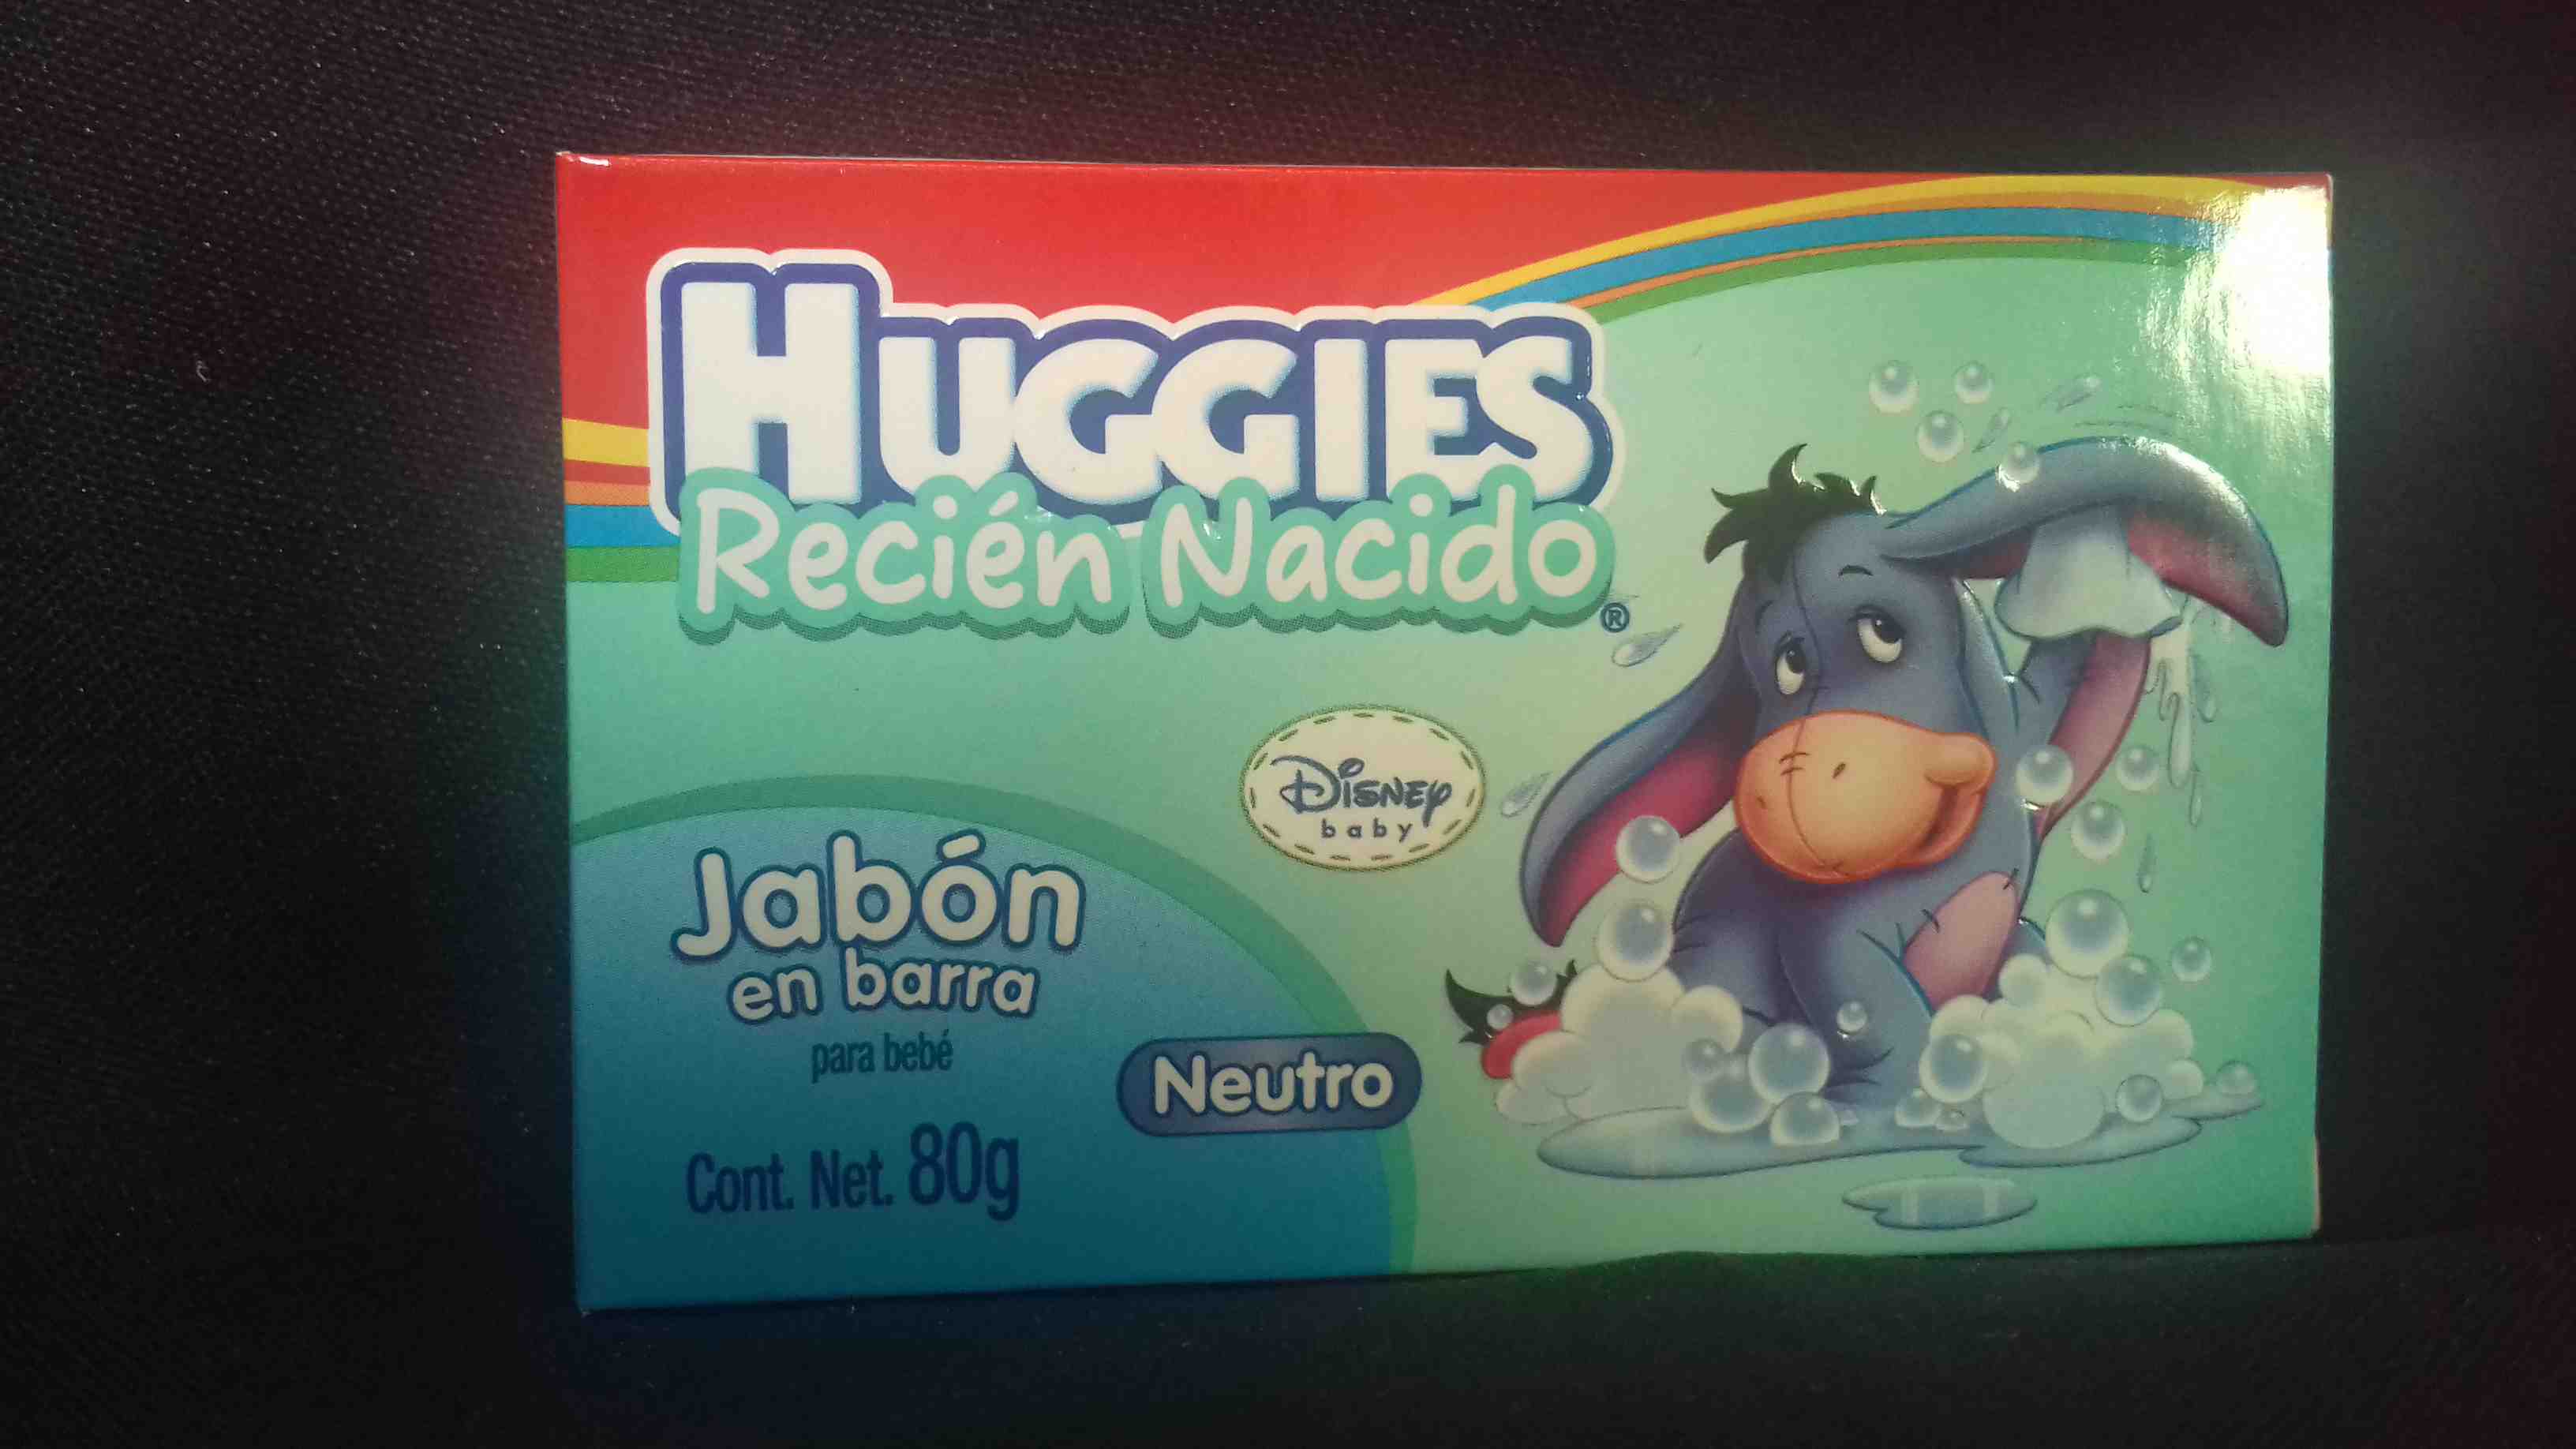 HUGGIES
Recién Nacido®
Disney
baby
Jabón
en barra
para bebé
Neutro
Cont. Net. 80g